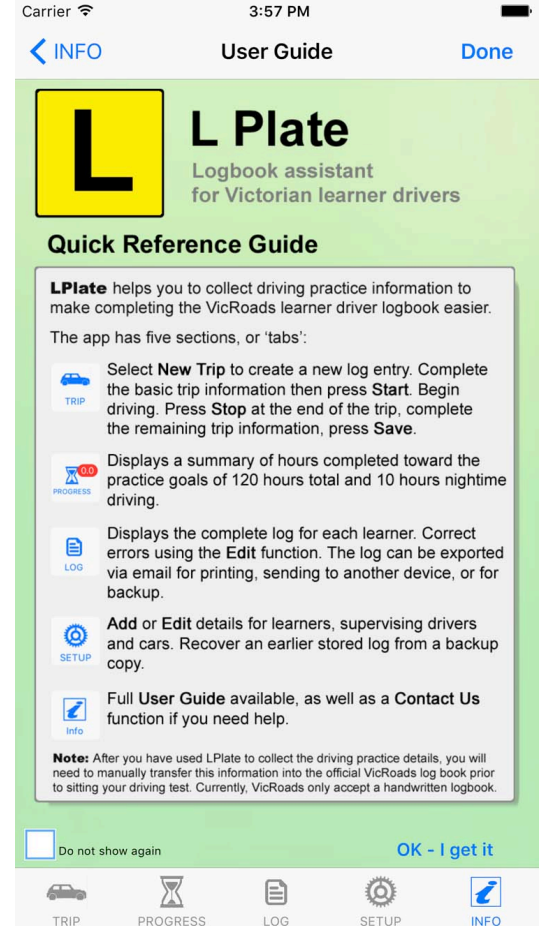 Carrier 3:57 PM
INFO User Guide Done
L
L Plate
Logbook assistant
for Victorian learner drivers
Quick Reference Guide
LPlate helps you to collect driving practice information to
make completing the VicRoads learner driver logbook easier.
The app has five sections, or ‘tabs’:
TRIP
Select New Trip to create a new log entry. Complete
the basic trip information then press Start. Begin
driving. Press Stop at the end of the trip, complete
the remaining trip information, press Save.
0.0
PROGRESS
Displays a summary of hours completed toward the
practice goals of 120 hours total and 10 hours nightime
driving.
LOG
Displays the complete log for each learner. Correct
errors using the Edit function. The log can be exported
via email for printing, sending to another device, or for
backup.
SETUP
Add or Edit details for learners, supervising drivers
and cars. Recover an earlier stored log from a backup
copy.
i
Info
Full User Guide available, as well as a Contact Us
function if you need help.
Note: After you have used LPlate to collect the driving practice details, you will
need to manually transfer this information into the official VicRoads log book prior
to sitting your driving test. Currently, VicRoads only accept a handwritten logbook.
Do not show again OK - I get it
i
TRIP PROGRESS LOG SETUP INFO